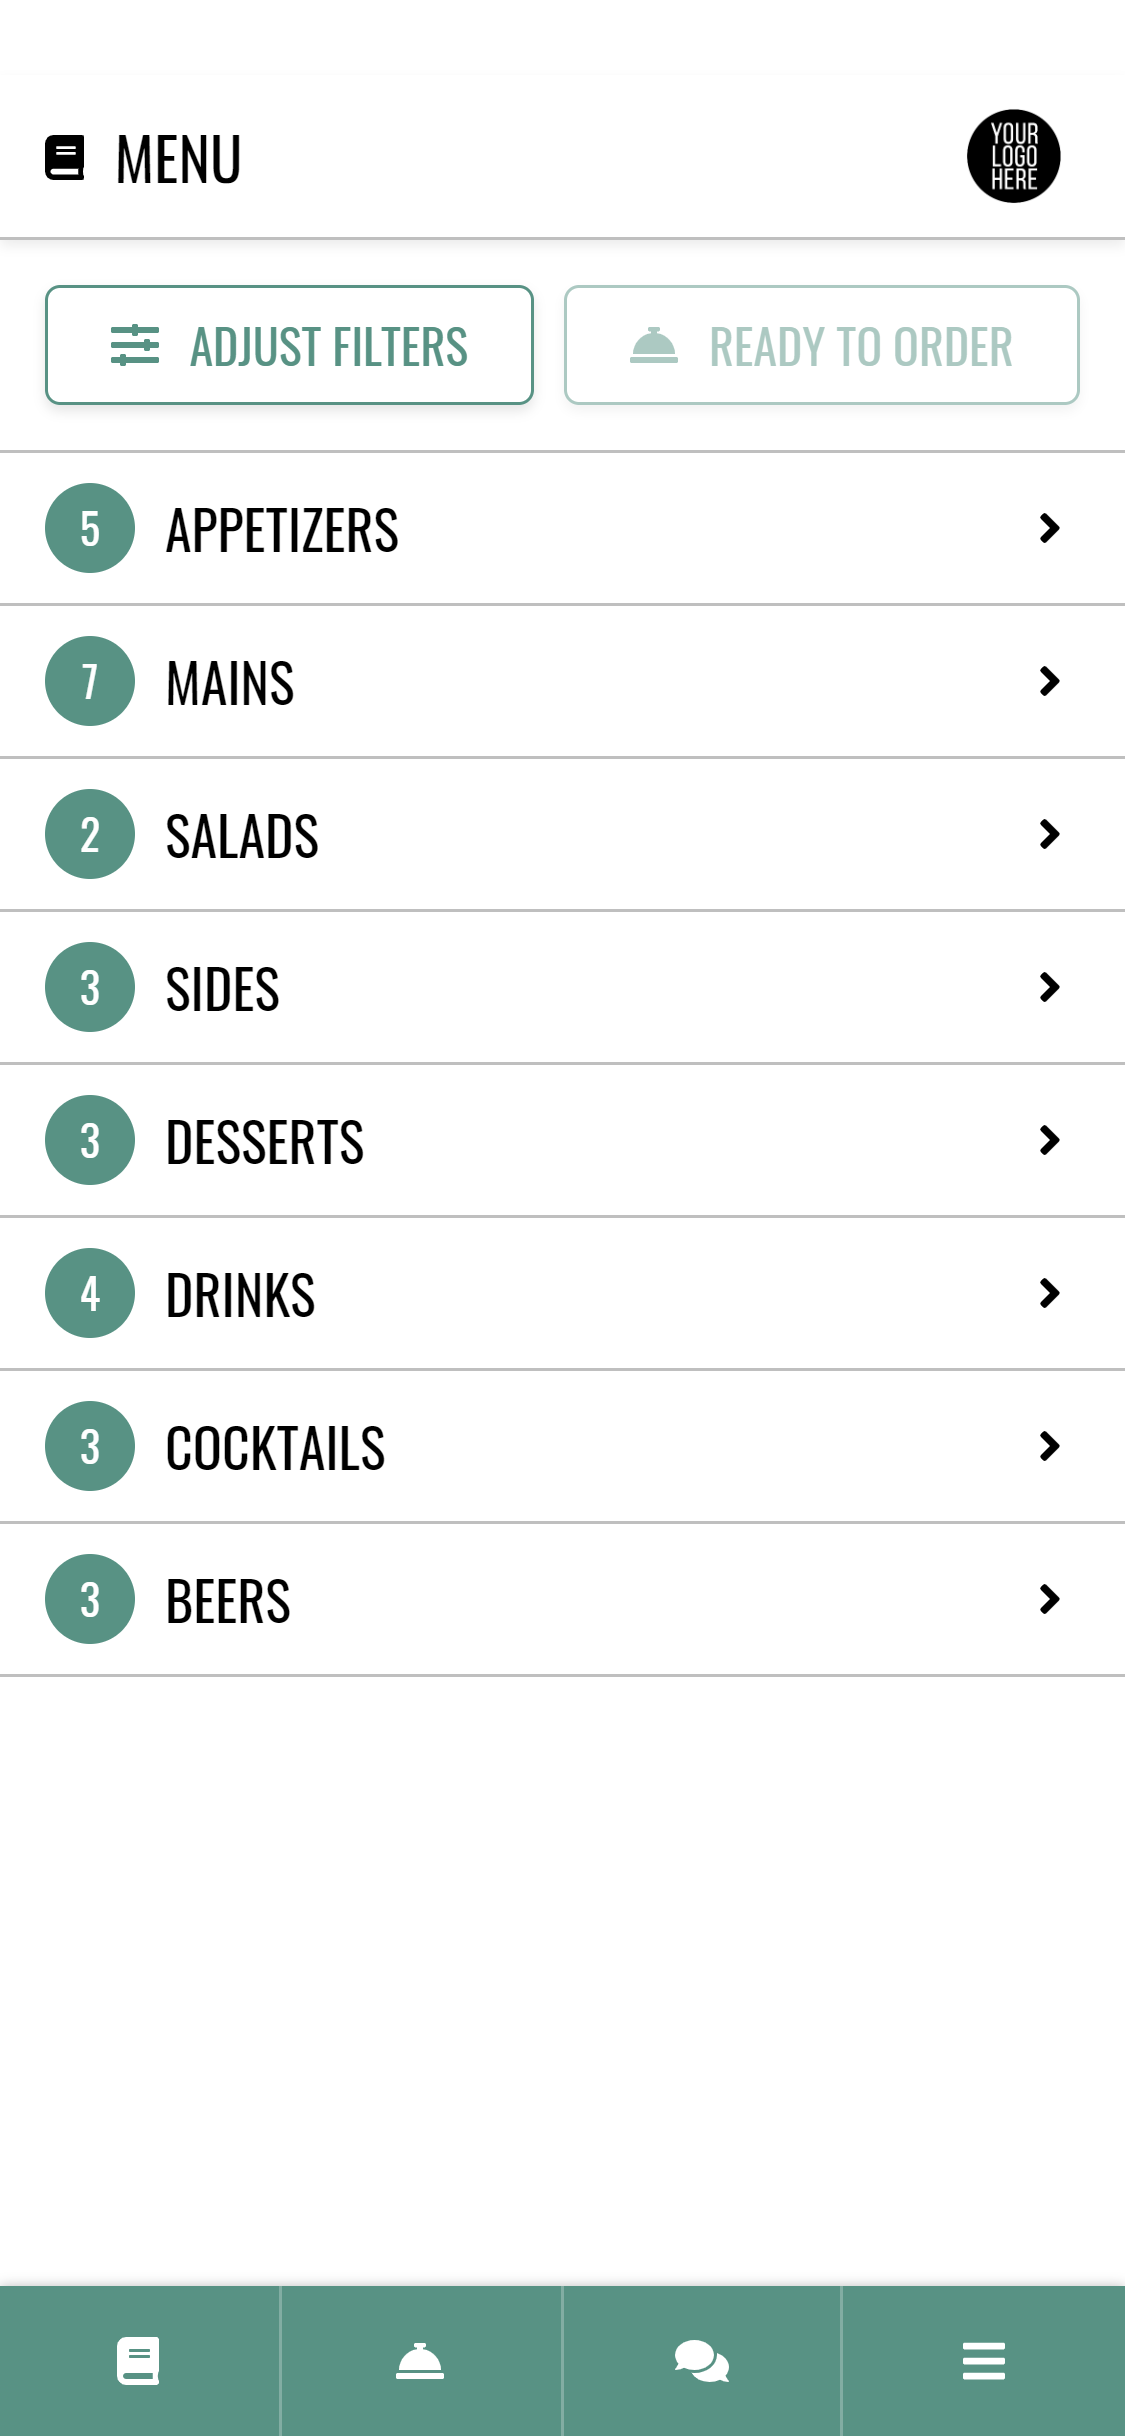 MENU
YOUR
LOGO
HERE
ADJUST FILTERS
READY TO ORDER
5 APPETIZERS
7 MAINS
2 SALADS
3 SIDES
3 DESSERTS
4 DRINKS
3 COCKTAILS
3 BEERS